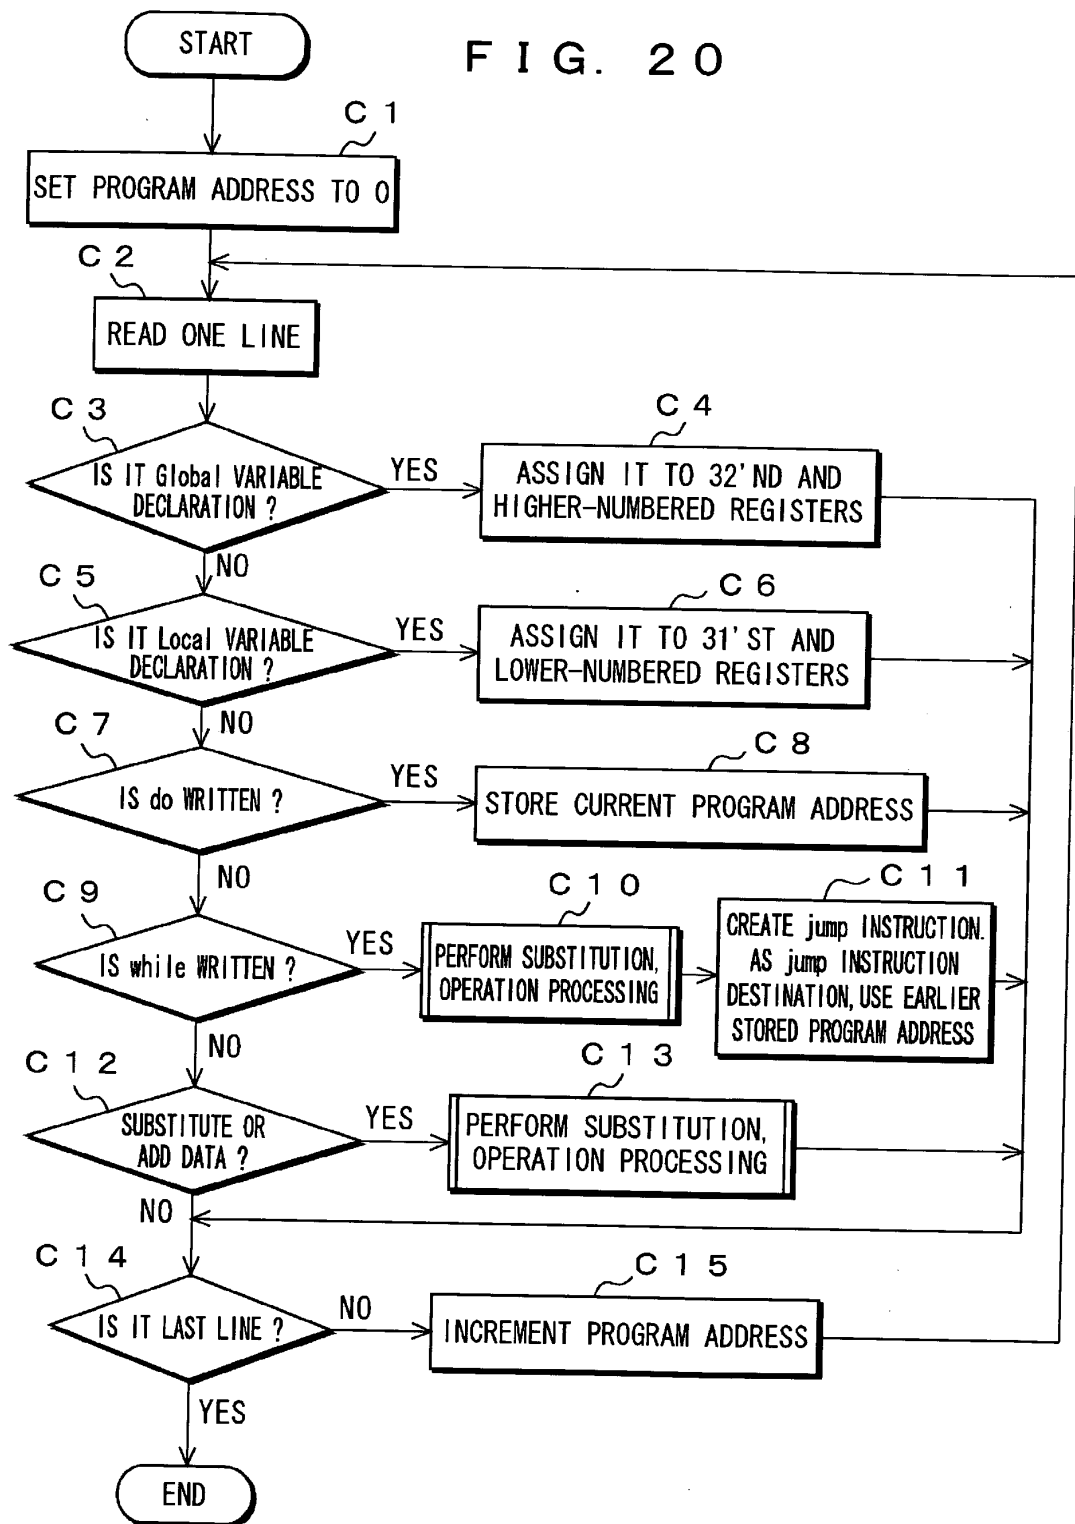 START
F I G. 20
C 1
SET PROGRAM ADDRESS TO 0
C 2
READ ONE LINE
C 3
IS IT Global VARIABLE
DECLARATION ?
YES
C 4
ASSIGN IT TO 32'ND AND
HIGHER-NUMBERED REGISTERS
NO
C 5
IS IT Local VARIABLE
DECLARATION ?
YES
C 6
ASSIGN IT TO 31'ST AND
LOWER-NUMBERED REGISTERS
NO
C 7
IS do WRITTEN ?
YES
C 8
STORE CURRENT PROGRAM ADDRESS
NO
C 9
IS while WRITTEN ?
YES
C 1 0
PERFORM SUBSTITUTION,
OPERATION PROCESSING
C 1 1
CREATE jump INSTRUCTION.
AS jump INSTRUCTION
DESTINATION, USE EARLIER
STORED PROGRAM ADDRESS
NO
C 1 2
SUBSTITUTE OR
ADD DATA ?
YES
C 1 3
PERFORM SUBSTITUTION,
OPERATION PROCESSING
NO
C 1 4
IS IT LAST LINE ?
NO
C 1 5
INCREMENT PROGRAM ADDRESS
YES
END